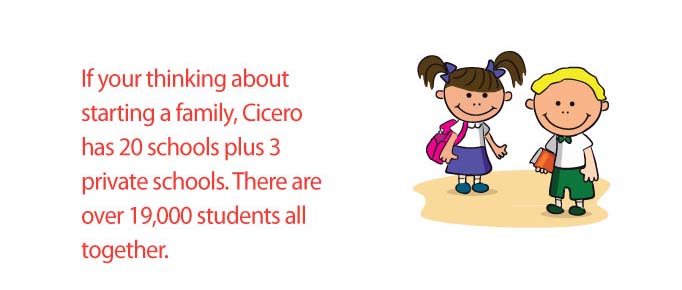 If your thinking about
starting a family, Cicero
has 20 schools plus 3
private schools. There are
over 19,000 students all
together.